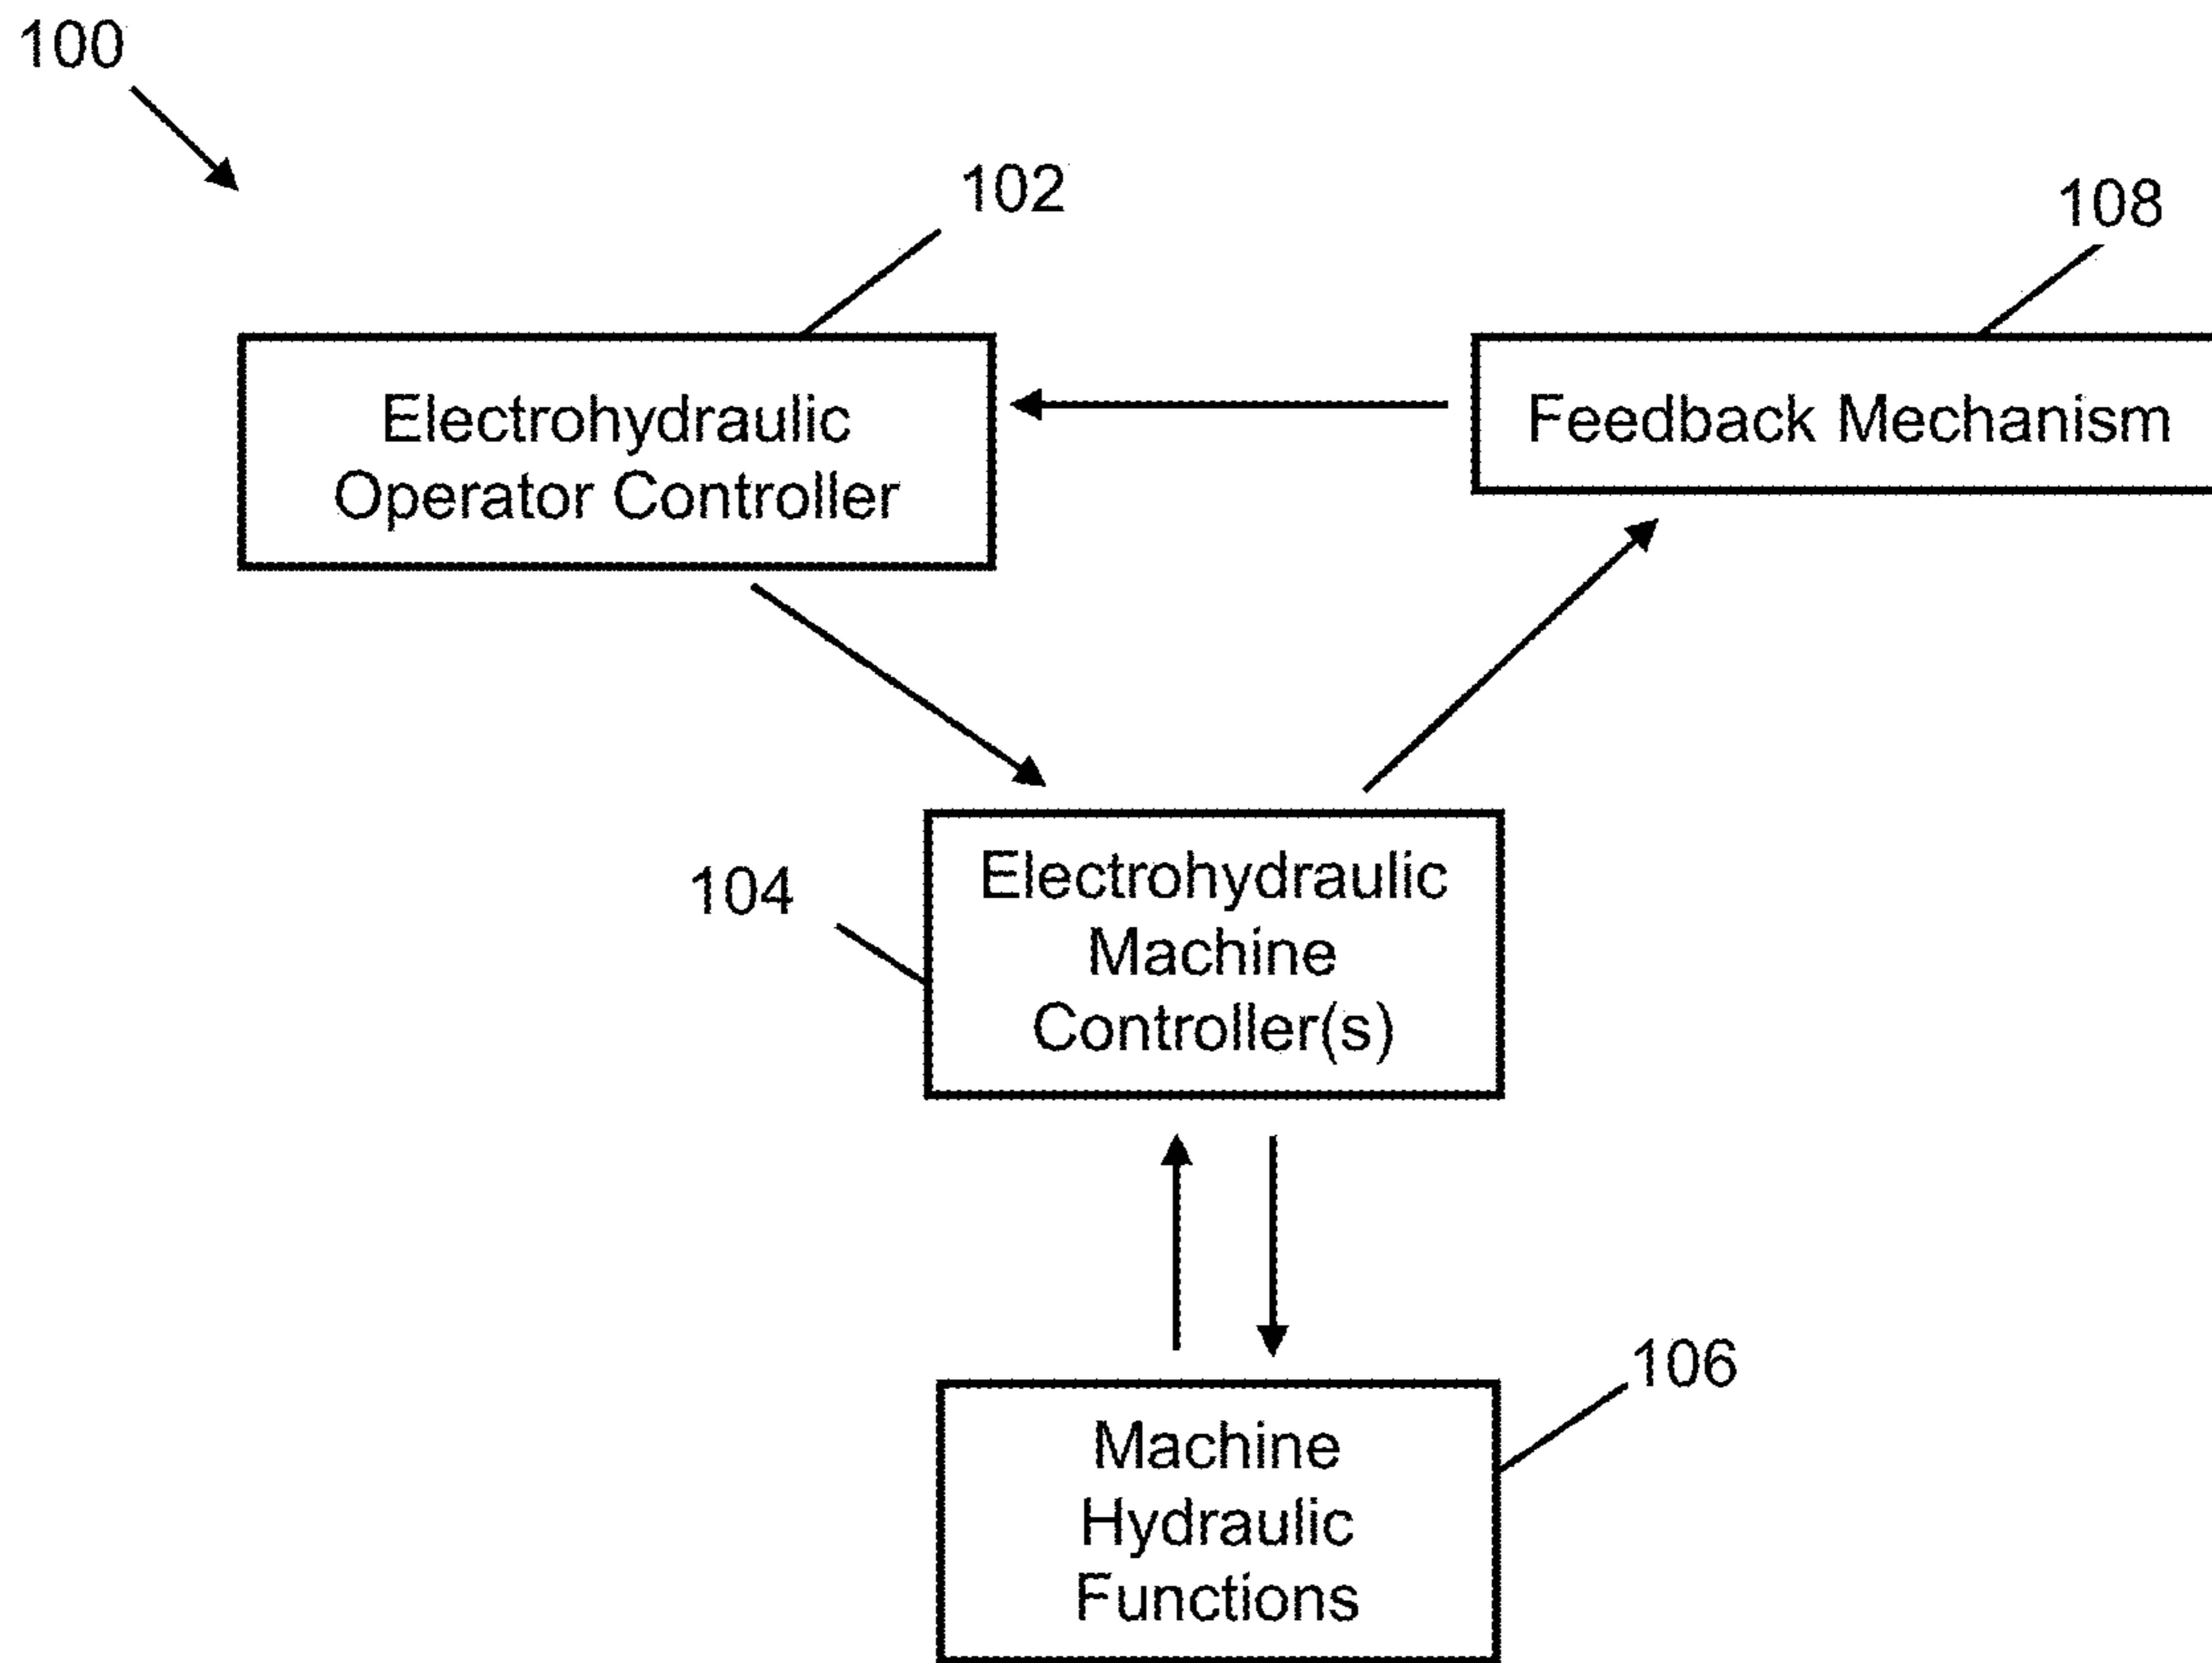 100
102
108
Electrohydraulic
Operator Controller
Feedback Mechanism
104
Electrohydraulic
Machine
Controller(s)
106
Machine
Hydraulic
Functions